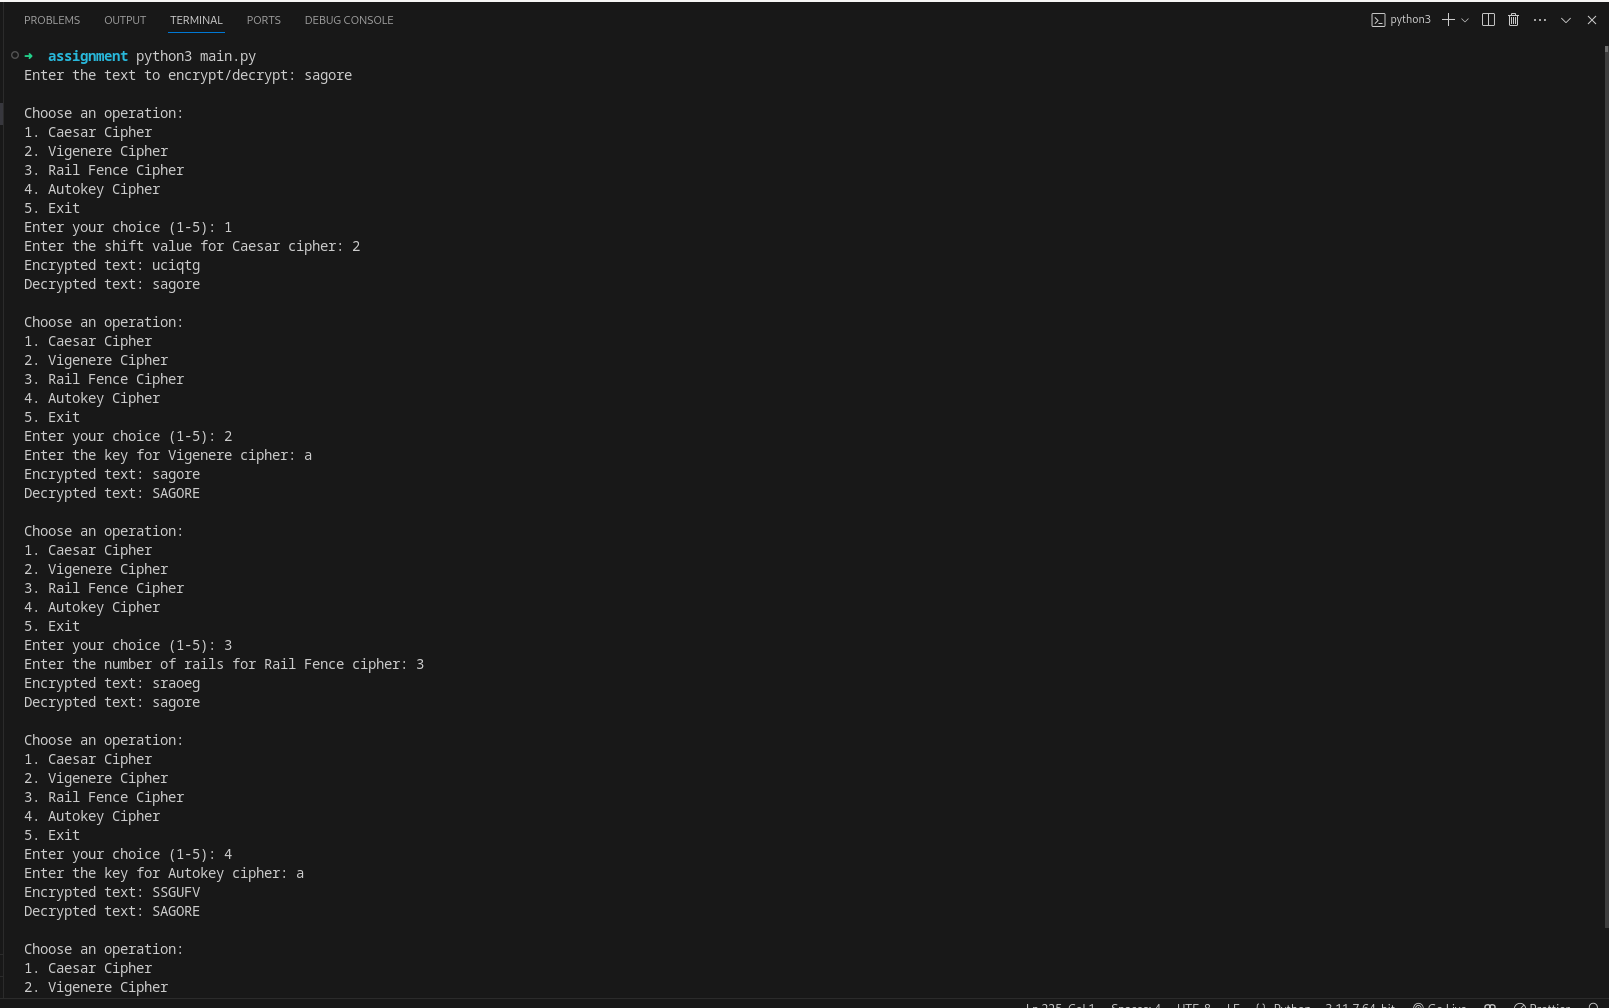 PROBLEMS OUTPUT TERMINAL PORTS DEBUG CONSOLE python3
➜ assignment python3 main.py
Enter the text to encrypt/decrypt: sagore
Choose an operation:
1. Caesar Cipher
2. Vigenere Cipher
3. Rail Fence Cipher
4. Autokey Cipher
5. Exit
Enter your choice (1-5): 1
Enter the shift value for Caesar cipher: 2
Encrypted text: uciqtg
Decrypted text: sagore
Choose an operation:
1. Caesar Cipher
2. Vigenere Cipher
3. Rail Fence Cipher
4. Autokey Cipher
5. Exit
Enter your choice (1-5): 2
Enter the key for Vigenere cipher: a
Encrypted text: sagore
Decrypted text: SAGORE
Choose an operation:
1. Caesar Cipher
2. Vigenere Cipher
3. Rail Fence Cipher
4. Autokey Cipher
5. Exit
Enter your choice (1-5): 3
Enter the number of rails for Rail Fence cipher: 3
Encrypted text: sraoeg
Decrypted text: sagore
Choose an operation:
1. Caesar Cipher
2. Vigenere Cipher
3. Rail Fence Cipher
4. Autokey Cipher
5. Exit
Enter your choice (1-5): 4
Enter the key for Autokey cipher: a
Encrypted text: SSGUFV
Decrypted text: SAGORE
Choose an operation:
1. Caesar Cipher
2. Vigenere Cipher